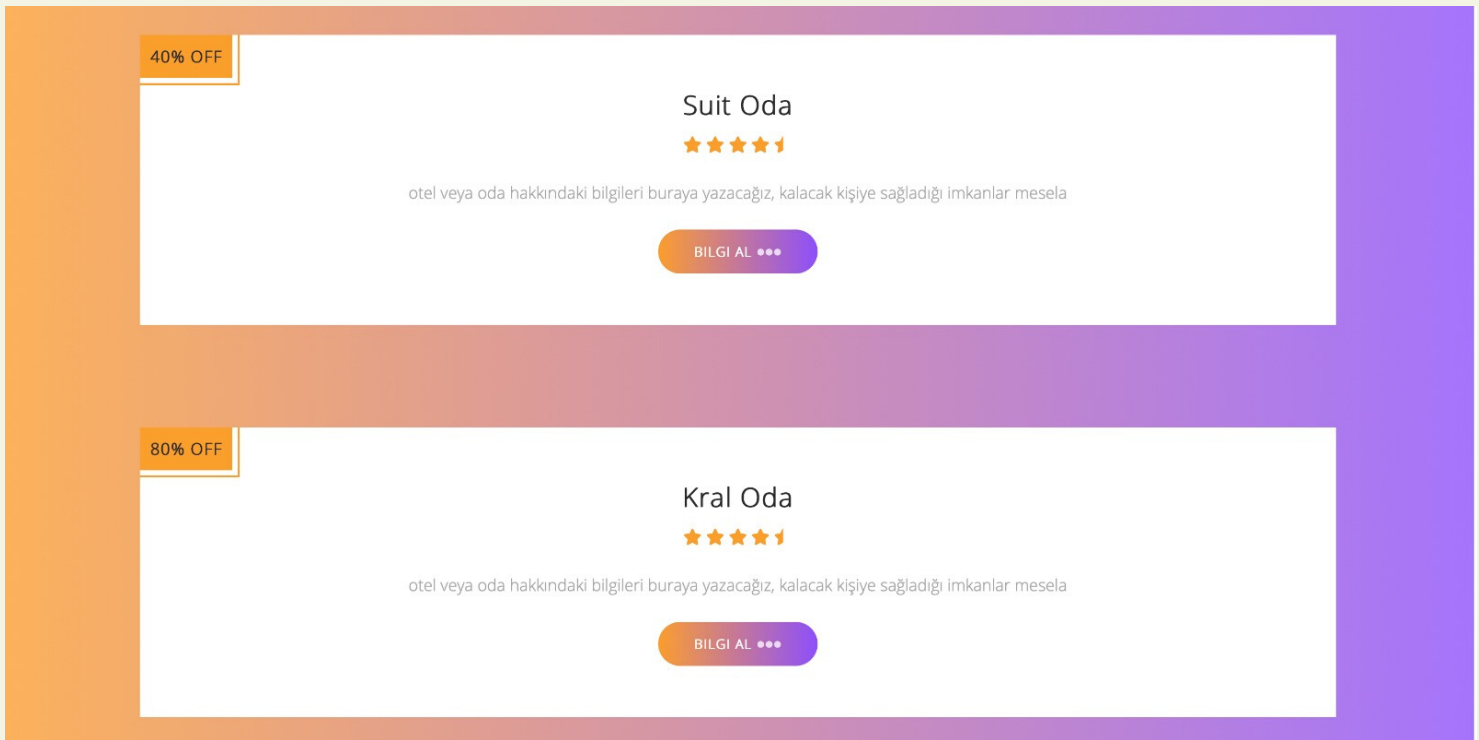 40% OFF
Suit Oda
otel veya oda hakkındaki bilgileri buraya yazacağız, kalacak kişiye sağladığı imkanlar mesela
BILGI AL
80% OFF
Kral Oda
otel veya oda hakkındaki bilgileri buraya yazacağız, kalacak kişiye sağladığı imkanlar mesela
BILGI AL